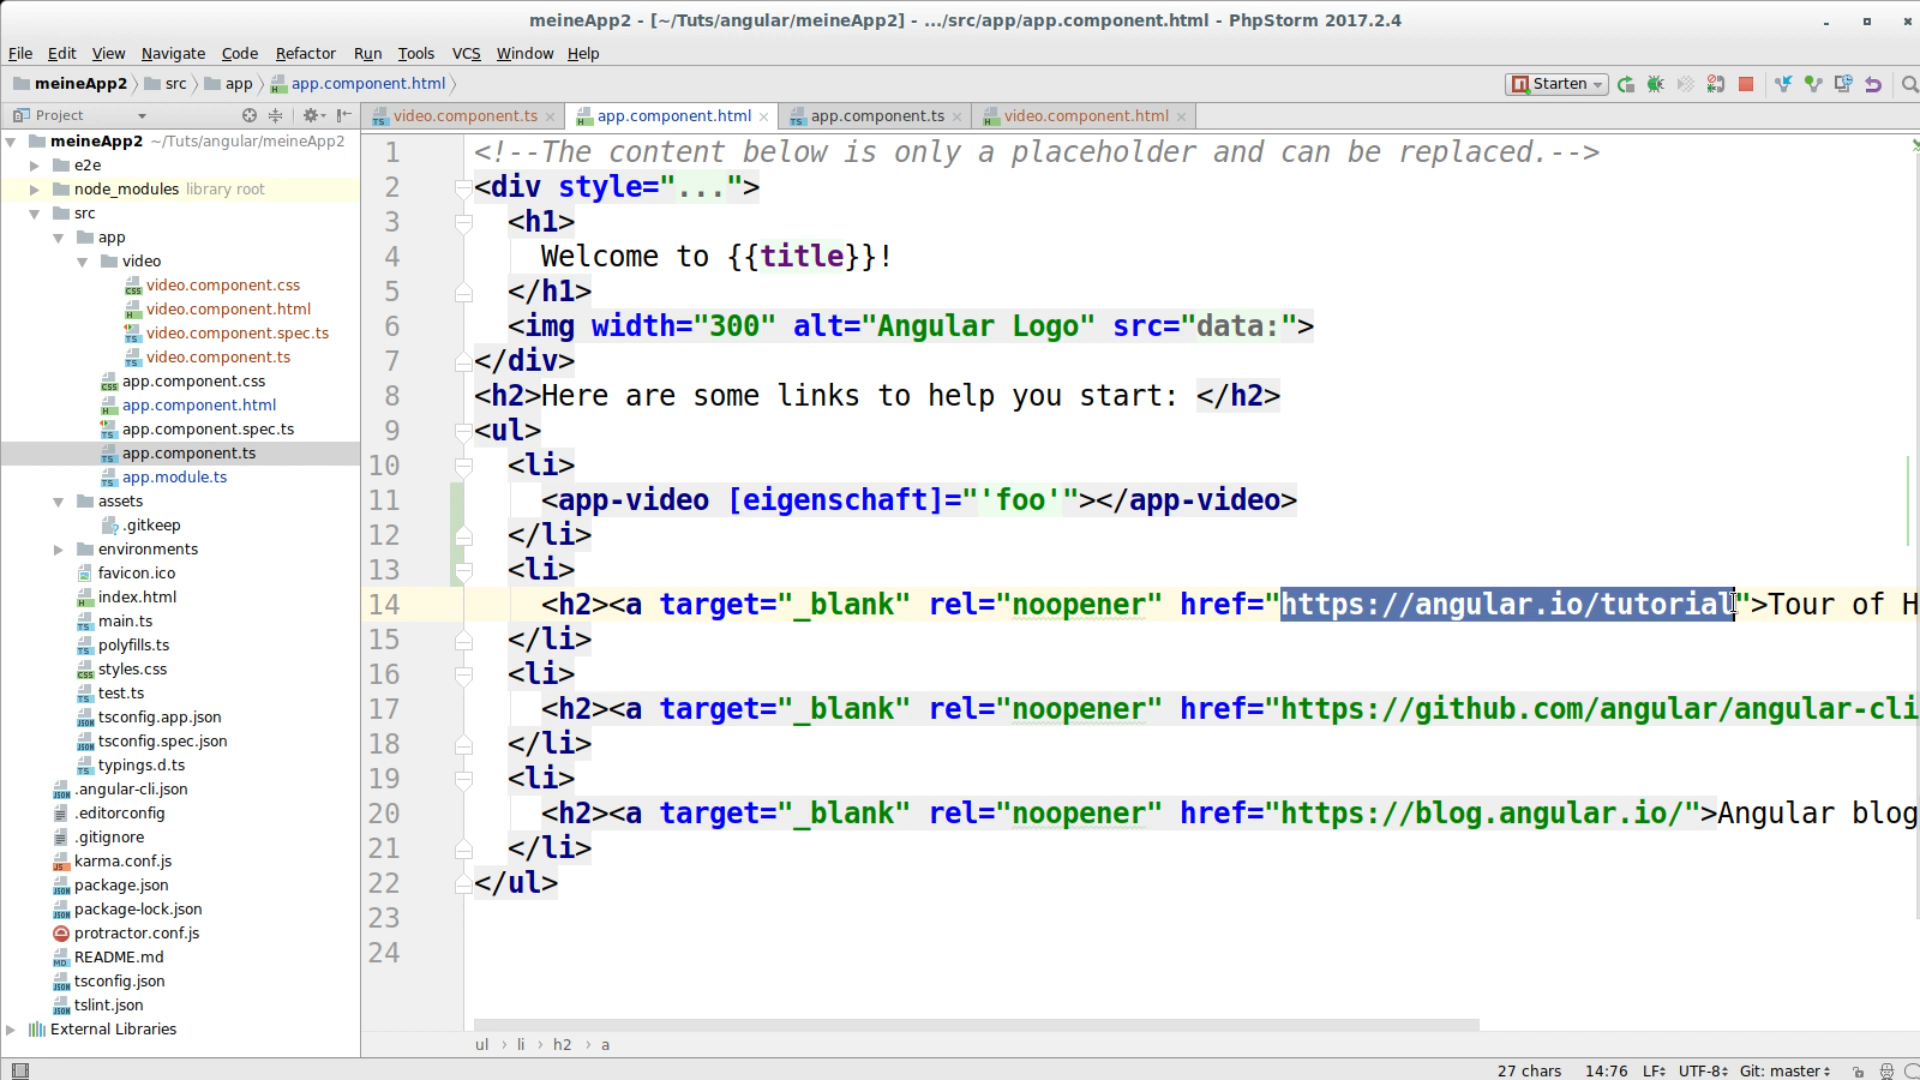 meineApp2 - [~/Tuts/angular/meineApp2] - .../src/app/app.component.html - PhpStorm 2017.2.4
File Edit View Navigate Code Refactor Run Tools VCS Window Help
meineApp2 src app app.component.html Starten
Project
video.component.ts app.component.html app.component.ts video.component.html
meineApp2 ~/Tuts/angular/meineApp2
e2e
node_modules library root
src
app
video
video.component.css
video.component.html
video.component.spec.ts
video.component.ts
app.component.css
app.component.html
app.component.spec.ts
app.component.ts
app.module.ts
assets
.gitkeep
environments
favicon.ico
index.html
main.ts
polyfills.ts
styles.css
test.ts
tsconfig.app.json
tsconfig.spec.json
typings.d.ts
.angular-cli.json
.editorconfig
.gitignore
karma.conf.js
package.json
package-lock.json
protractor.conf.js
README.md
tsconfig.json
tslint.json
External Libraries
1 <!--The content below is only a placeholder and can be replaced.-->
2 <div style="...">
3 <h1>
4 Welcome to {{title}}!
5 </h1>
6 <img width="300" alt="Angular Logo" src="data:">
7 </div>
8 <h2>Here are some links to help you start: </h2>
9 <ul>
10 <li>
11 <app-video [eigenschaft]="'foo'"></app-video>
12 </li>
13 <li>
14 <h2><a target="_blank" rel="noopener" href="https://angular.io/tutorial">Tour of H
15 </li>
16 <li>
17 <h2><a target="_blank" rel="noopener" href="https://github.com/angular/angular-cli
18 </li>
19 <li>
20 <h2><a target="_blank" rel="noopener" href="https://blog.angular.io/">Angular blog
21 </li>
22 </ul>
23
24
ul › li › h2 › a
27 chars 14:76 LF÷ UTF-8÷ Git: master÷